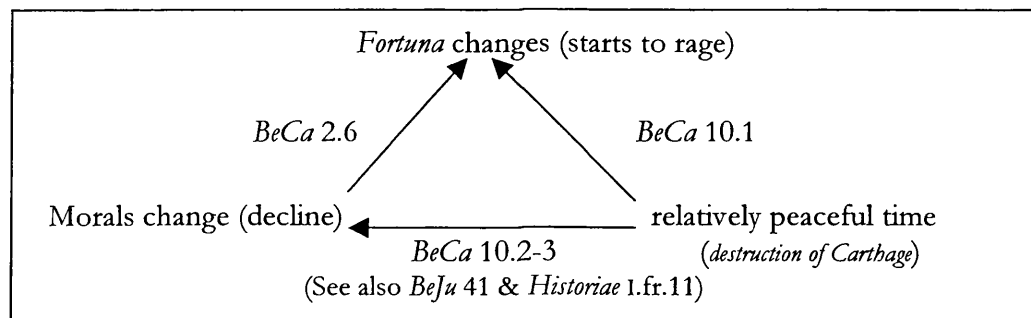 Fortuna changes (starts to rage)
BeCa 2.6
BeCa 10.1
Morals change (decline)
relatively peaceful time
BeCa 10.2-3
(destruction of Carthage)
(See also BeJu 41 & Historiae I.fr.11)